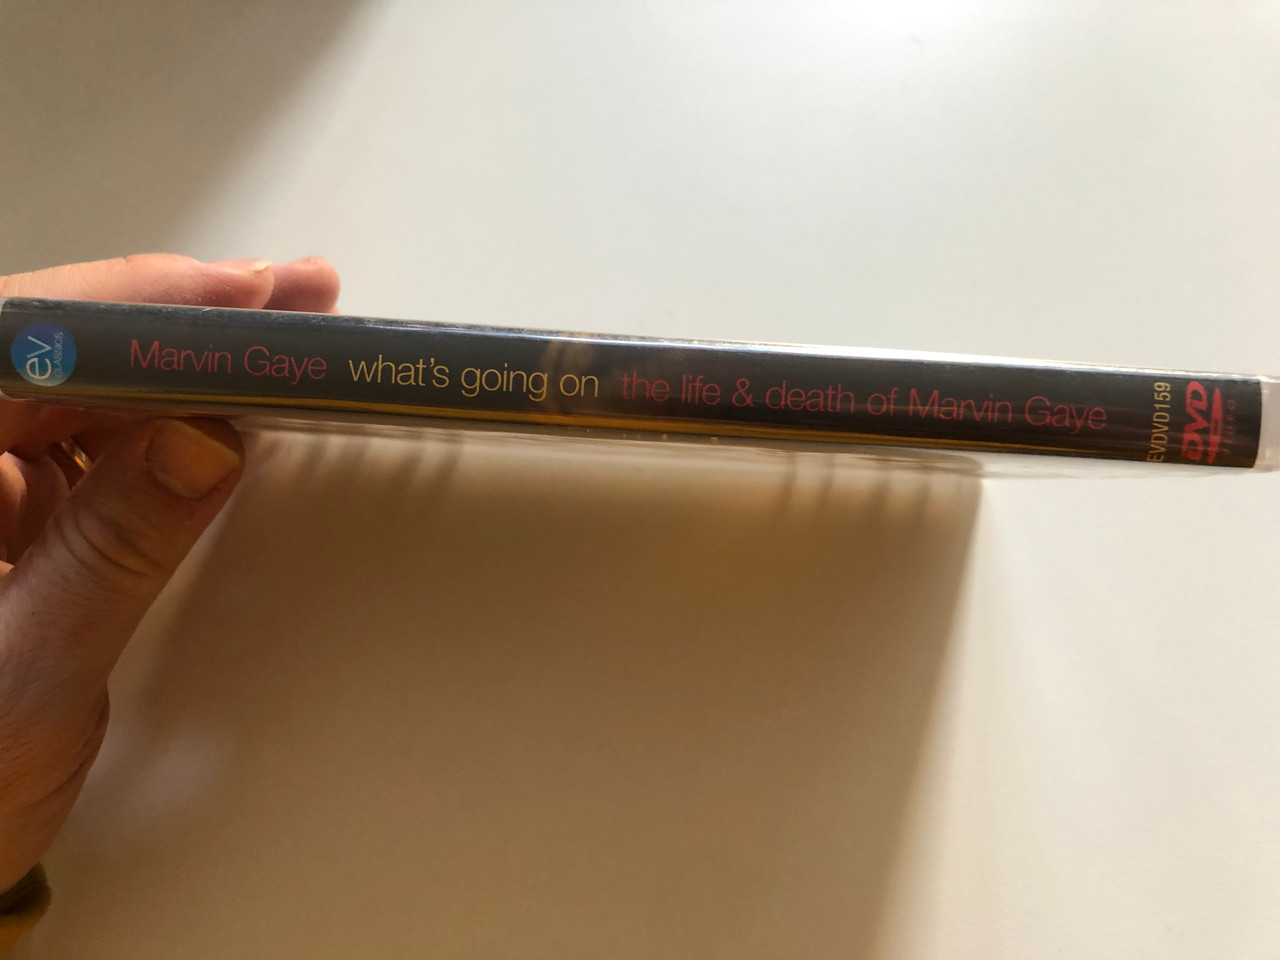 ev CLASSICS
Marvin Gaye what's going on the life & death of Marvin Gaye
EVDVD159
DVD